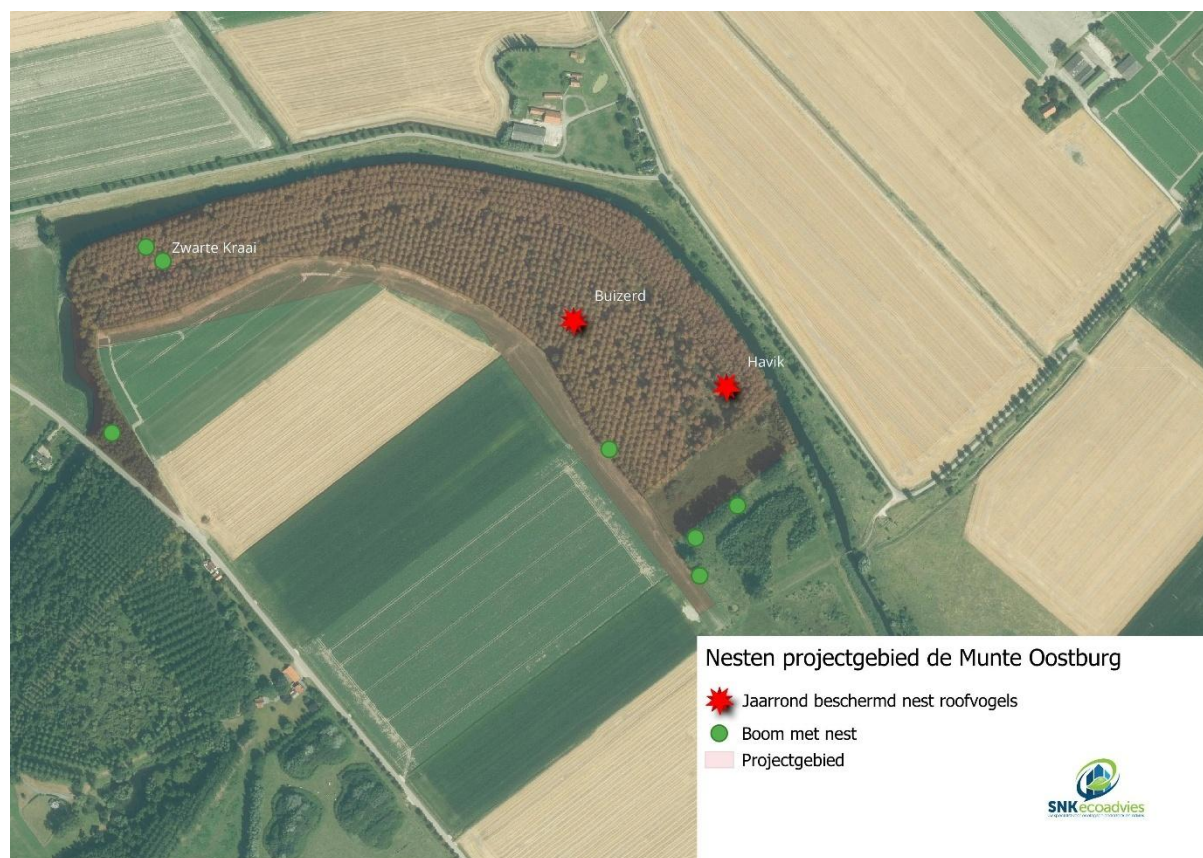 Zwarte Kraai
Buizerd
Havik
Nesten projectgebied de Munte Oostburg
Jaarrond beschermd nest roofvogels
Boom met nest
Projectgebied
SNKecoadvies